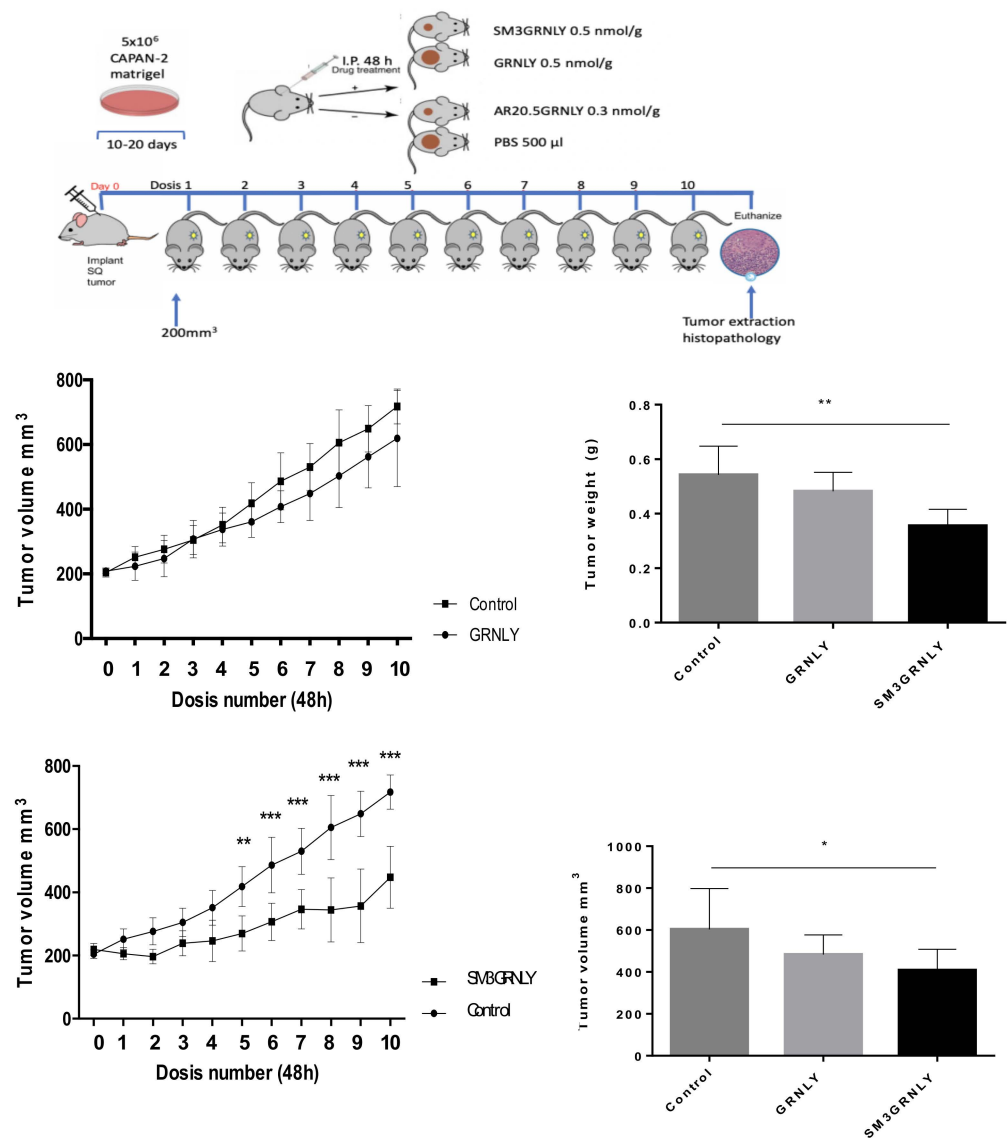 5x10⁶
CAPAN-2
matrigel
10-20 days
I.P. 48 h
Drug treatment
+
−
SM3GRNLY 0.5 nmol/g
GRNLY 0.5 nmol/g
AR20.5GRNLY 0.3 nmol/g
PBS 500 µl
Day 0 Dosis 1 2 3 4 5 6 7 8 9 10
Euthanize
Implant
SQ
tumor
200mm³
Tumor extraction
histopathology
Tumor volume mm³
800
600
400
200
0
0 1 2 3 4 5 6 7 8 9 10
Dosis number (48h)
Control
GRNLY
Tumor weight (g)
0.8
0.6
0.4
0.2
0.0
**
Control
GRNLY
SM3GRNLY
Tumor volume mm³
800
600
400
200
0
** *** *** *** *** ***
0 1 2 3 4 5 6 7 8 9 10
Dosis number (48h)
SM3GRNLY
Control
Tumor volume mm³
1000
800
600
400
200
0
*
Control
GRNLY
SM3GRNLY